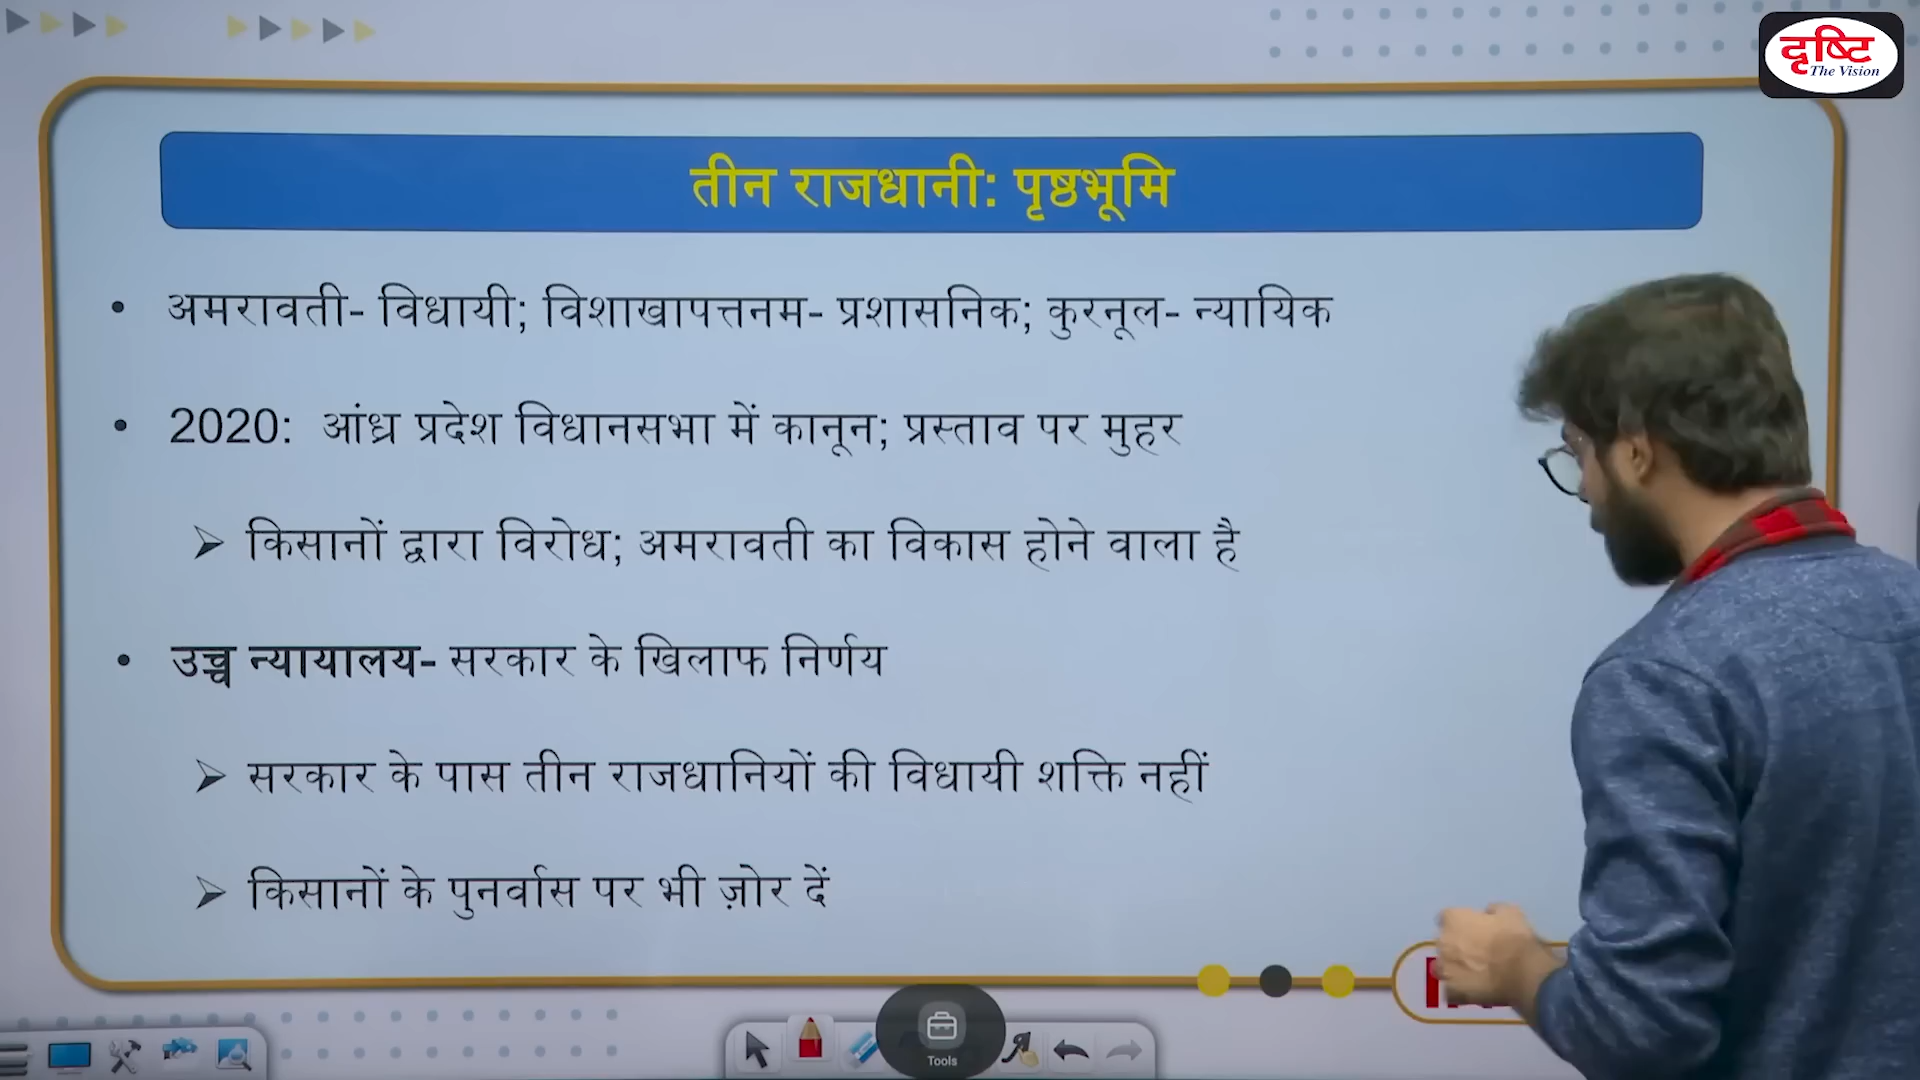 दृष्टि
The Vision
तीन राजधानी: पृष्ठभूमि
• अमरावती- विधायी; विशाखापत्तनम- प्रशासनिक; कुरनूल- न्यायिक
• 2020: आंध्र प्रदेश विधानसभा में कानून; प्रस्ताव पर मुहर
➢ किसानों द्वारा विरोध; अमरावती का विकास होने वाला है
• उच्च न्यायालय- सरकार के खिलाफ निर्णय
➢ सरकार के पास तीन राजधानियों की विधायी शक्ति नहीं
➢ किसानों के पुनर्वास पर भी ज़ोर दें
Tools